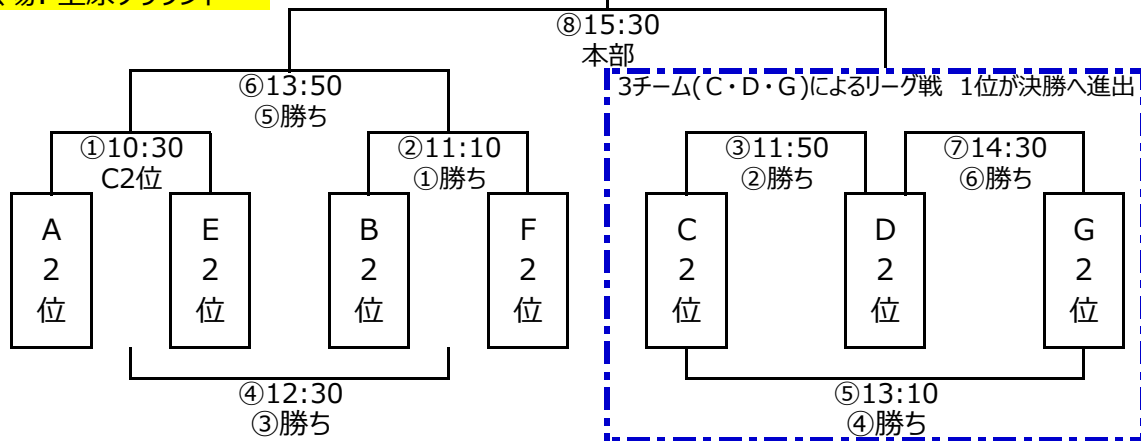 ⑧15:30
本部
⑥13:50
⑤勝ち
3チーム(C・D・G)によるリーグ戦 1位が決勝へ進出
①10:30
C2位
②11:10
①勝ち
③11:50
②勝ち
⑦14:30
⑥勝ち
A
2
位
E
2
位
B
2
位
F
2
位
C
2
位
D
2
位
G
2
位
④12:30
③勝ち
⑤13:10
④勝ち